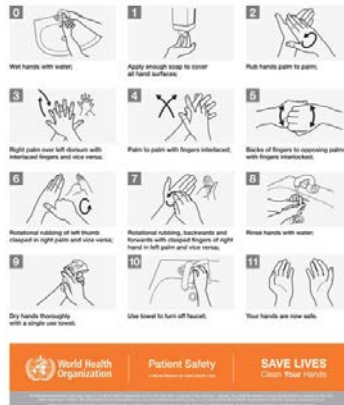 0
Wet hands with water;
1
Apply enough soap to cover
all hand surfaces;
2
Rub hands palm to palm;
3
Right palm over left dorsum with
interlaced fingers and vice versa;
4
Palm to palm with fingers interlaced;
5
Backs of fingers to opposing palms
with fingers interlocked;
6
Rotational rubbing of left thumb
clasped in right palm and vice versa;
7
Rotational rubbing, backwards and
forwards with clasped fingers of right
hand in left palm and vice versa;
8
Rinse hands with water;
9
Dry hands thoroughly
with a single use towel;
10
Use towel to turn off faucet;
11
Your hands are now safe.
World Health
Organization
Patient Safety
SAVE LIVES
Clean Your Hands